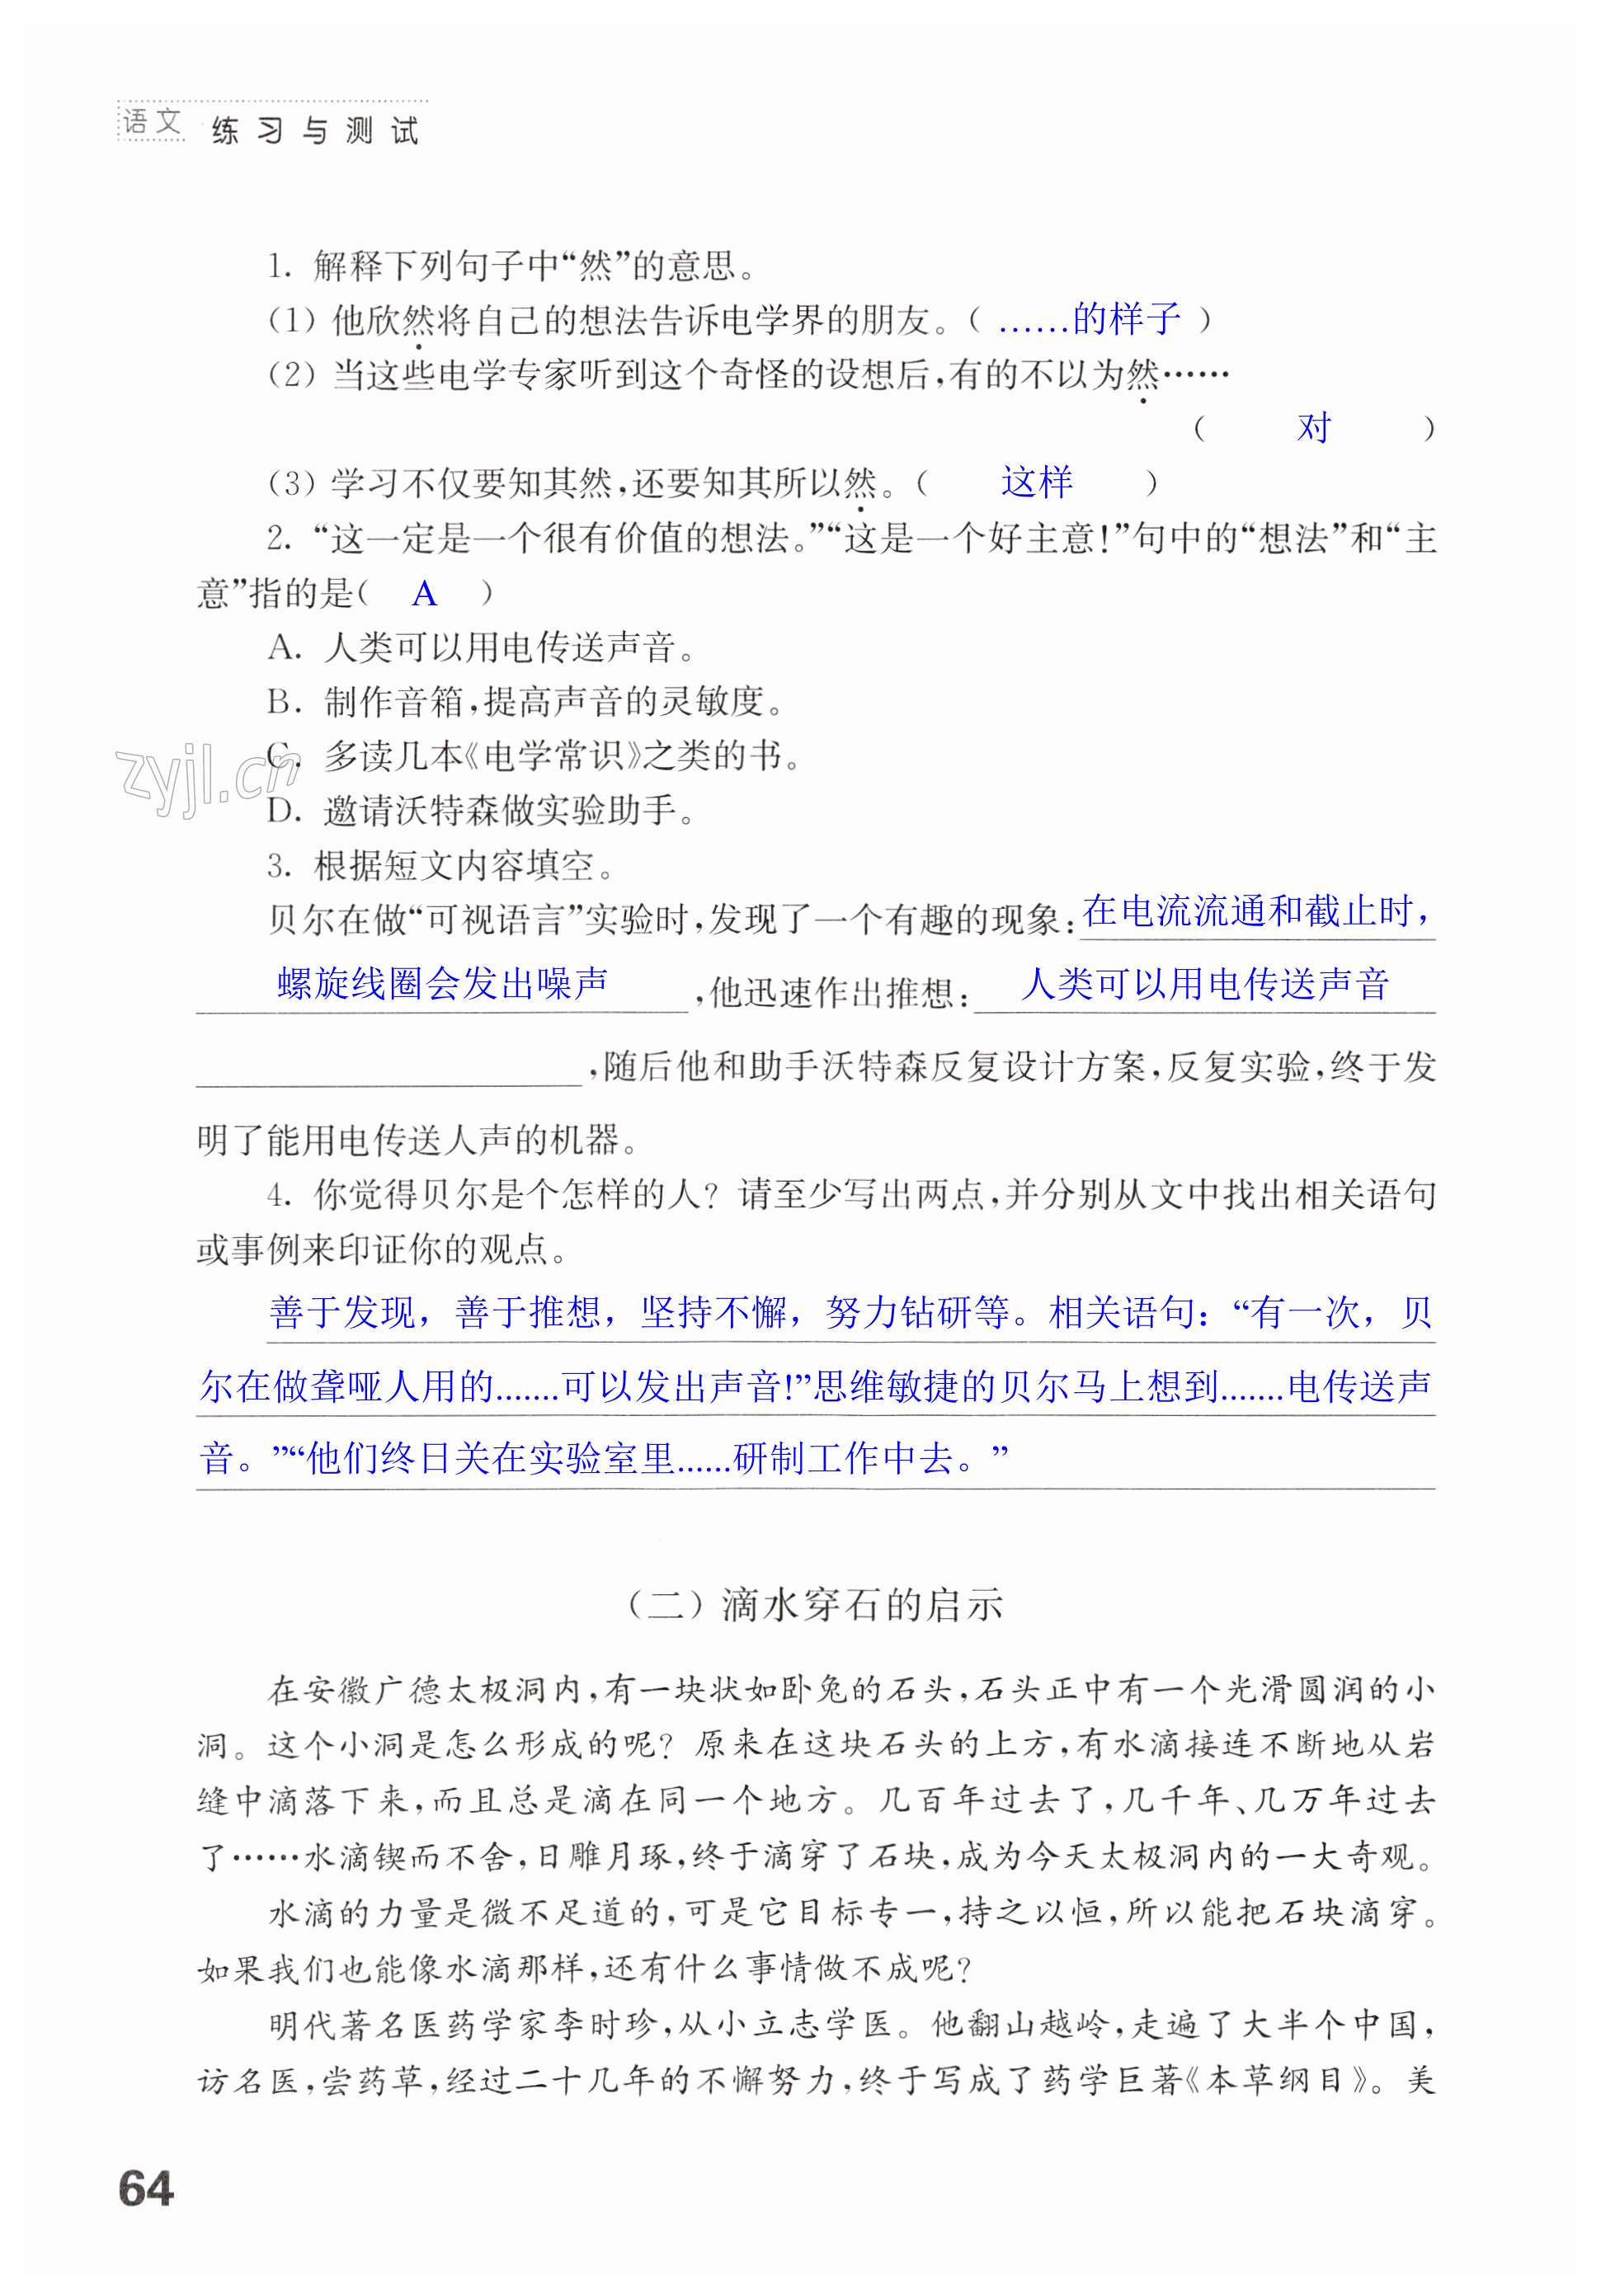 语文 练习与测试
1. 解释下列句子中“然”的意思。
(1) 他欣然将自己的想法告诉电学界的朋友。( ……的样子 )
(2) 当这些电学专家听到这个奇怪的设想后,有的不以为然……
( 对 )
(3) 学习不仅要知其然,还要知其所以然。( 这样 )
2. “这一定是一个很有价值的想法。”“这是一个好主意!”句中的“想法”和“主
意”指的是( A )
A. 人类可以用电传送声音。
B. 制作音箱,提高声音的灵敏度。
C. 多读几本《电学常识》之类的书。
zyjl.cn
D. 邀请沃特森做实验助手。
3. 根据短文内容填空。
贝尔在做“可视语言”实验时,发现了一个有趣的现象:在电流流通和截止时，
螺旋线圈会发出噪声 ,他迅速作出推想: 人类可以用电传送声音
,随后他和助手沃特森反复设计方案,反复实验,终于发
明了能用电传送人声的机器。
4. 你觉得贝尔是个怎样的人? 请至少写出两点,并分别从文中找出相关语句
或事例来印证你的观点。
善于发现，善于推想，坚持不懈，努力钻研等。相关语句：“有一次，贝
尔在做聋哑人用的.......可以发出声音!”思维敏捷的贝尔马上想到.......电传送声
音。”“他们终日关在实验室里......研制工作中去。”
(二) 滴水穿石的启示
在安徽广德太极洞内,有一块状如卧兔的石头,石头正中有一个光滑圆润的小
洞。这个小洞是怎么形成的呢? 原来在这块石头的上方,有水滴接连不断地从岩
缝中滴落下来,而且总是滴在同一个地方。几百年过去了,几千年、几万年过去
了……水滴锲而不舍,日雕月琢,终于滴穿了石块,成为今天太极洞内的一大奇观。
水滴的力量是微不足道的,可是它目标专一,持之以恒,所以能把石块滴穿。
如果我们也能像水滴那样,还有什么事情做不成呢?
明代著名医药学家李时珍,从小立志学医。他翻山越岭,走遍了大半个中国,
访名医,尝药草,经过二十几年的不懈努力,终于写成了药学巨著《本草纲目》。美
64